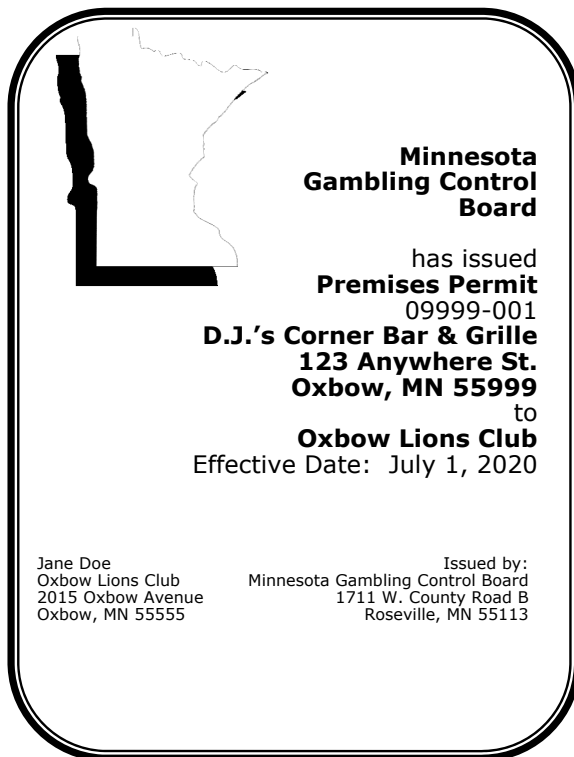 Minnesota
Gambling Control
Board
has issued
Premises Permit
09999-001
D.J.'s Corner Bar & Grille
123 Anywhere St.
Oxbow, MN 55999
to
Oxbow Lions Club
Effective Date:  July 1, 2020
Jane Doe
Oxbow Lions Club
2015 Oxbow Avenue
Oxbow, MN 55555
Issued by:
Minnesota Gambling Control Board
1711 W. County Road B
Roseville, MN 55113